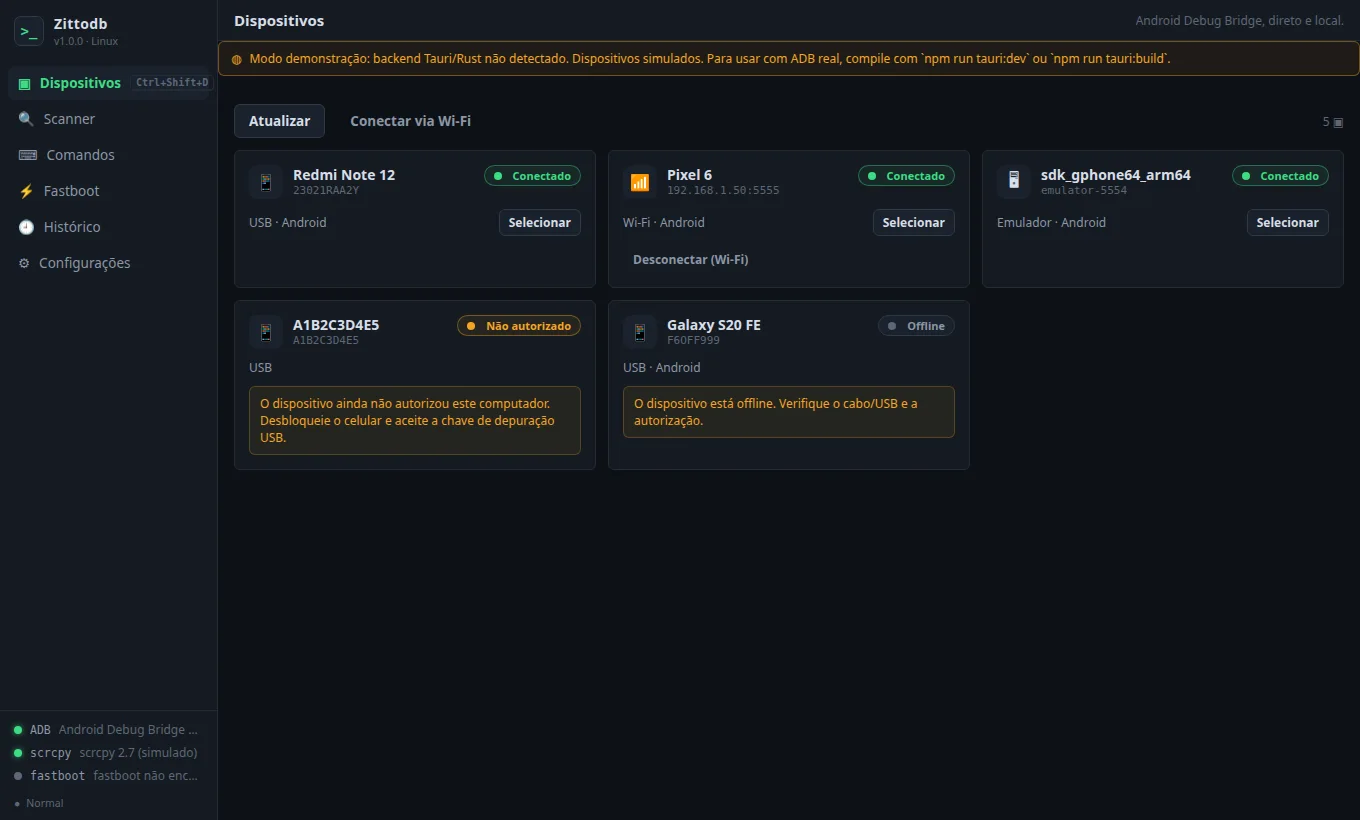 >_
Zittodb
v1.0.0 · Linux
Dispositivos Ctrl+Shift+D
Scanner
Comandos
Fastboot
Histórico
Configurações
ADB Android Debug Bridge ...
scrcpy scrcpy 2.7 (simulado)
fastboot fastboot não enc...
Normal
Dispositivos
Android Debug Bridge, direto e local.
Modo demonstração: backend Tauri/Rust não detectado. Dispositivos simulados. Para usar com ADB real, compile com `npm run tauri:dev` ou `npm run tauri:build`.
Atualizar Conectar via Wi-Fi 5
Redmi Note 12 Conectado
23021RAA2Y
USB · Android Selecionar
Pixel 6 Conectado
192.168.1.50:5555
Wi-Fi · Android Selecionar
Desconectar (Wi-Fi)
sdk_gphone64_arm64 Conectado
emulator-5554
Emulador · Android Selecionar
A1B2C3D4E5 Não autorizado
A1B2C3D4E5
USB
O dispositivo ainda não autorizou este computador.
Desbloqueie o celular e aceite a chave de depuração
USB.
Galaxy S20 FE Offline
F6OFF999
USB · Android
O dispositivo está offline. Verifique o cabo/USB e a
autorização.